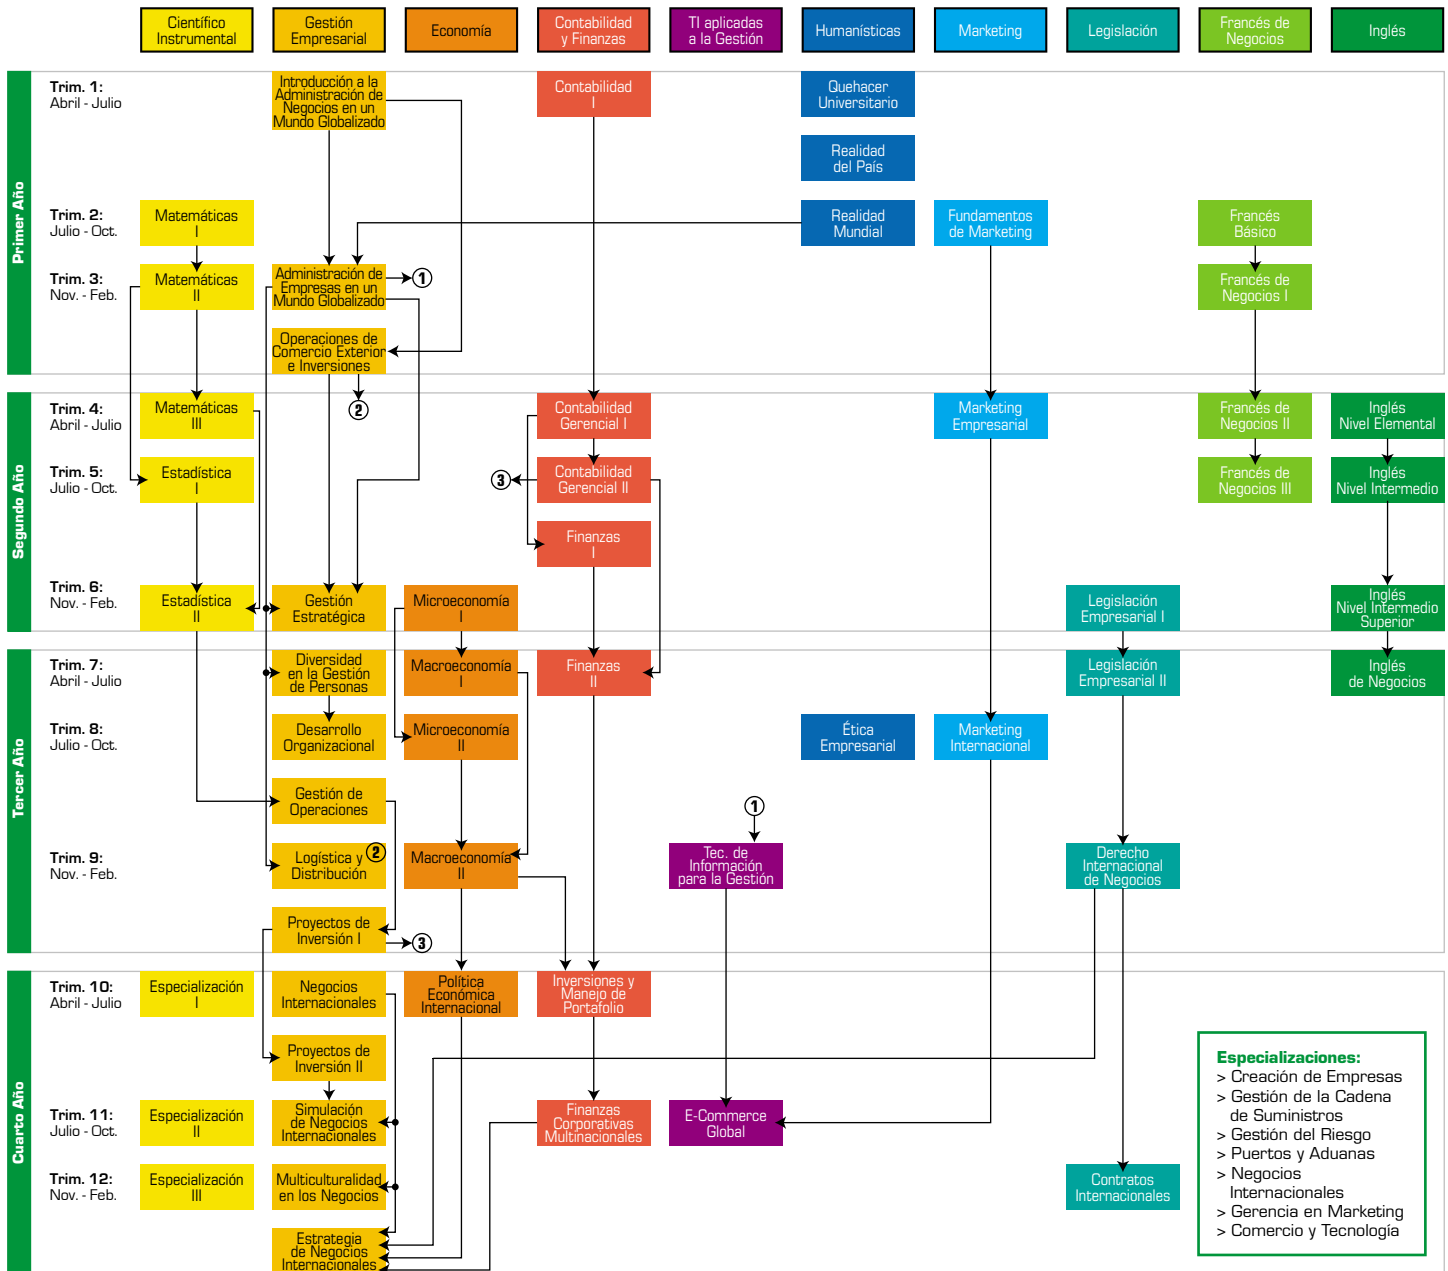 Científico
Instrumental
Gestión
Empresarial
Economía
Contabilidad
y Finanzas
TI aplicadas
a la Gestión
Humanísticas
Marketing
Legislación
Francés de
Negocios
Inglés
Primer Año
Trim. 1:
Abril - Julio
Introducción a la
Administración de
Negocios en un
Mundo Globalizado
Contabilidad
I
Quehacer
Universitario
Realidad
del País
Trim. 2:
Julio - Oct.
Matemáticas
I
Realidad
Mundial
Fundamentos
de Marketing
Francés
Básico
Trim. 3:
Nov. - Feb.
Matemáticas
II
Administración de
Empresas en un
Mundo Globalizado
1
Francés de
Negocios I
Operaciones de
Comercio Exterior
e Inversiones
2
Segundo Año
Trim. 4:
Abril - Julio
Matemáticas
III
Contabilidad
Gerencial I
Marketing
Empresarial
Francés de
Negocios II
Inglés
Nivel Elemental
Trim. 5:
Julio - Oct.
Estadística
I
3
Contabilidad
Gerencial II
Francés de
Negocios III
Inglés
Nivel Intermedio
Finanzas
I
Trim. 6:
Nov. - Feb.
Estadística
II
Gestión
Estratégica
Microeconomía
I
Legislación
Empresarial I
Inglés
Nivel Intermedio
Superior
Tercer Año
Trim. 7:
Abril - Julio
Diversidad
en la Gestión
de Personas
Macroeconomía
I
Finanzas
II
Legislación
Empresarial II
Inglés
de Negocios
Trim. 8:
Julio - Oct.
Desarrollo
Organizacional
Microeconomía
II
Ética
Empresarial
Marketing
Internacional
Gestión de
Operaciones
1
Trim. 9:
Nov. - Feb.
Logística y
Distribución
2
Macroeconomía
II
Tec. de
Información
para la Gestión
Derecho
Internacional
de Negocios
Proyectos de
Inversión I
3
Cuarto Año
Trim. 10:
Abril - Julio
Especialización
I
Negocios
Internacionales
Política
Económica
Internacional
Inversiones y
Manejo de
Portafolio
Proyectos de
Inversión II
Trim. 11:
Julio - Oct.
Especialización
II
Simulación
de Negocios
Internacionales
Finanzas
Corporativas
Multinacionales
E-Commerce
Global
Trim. 12:
Nov. - Feb.
Especialización
III
Multiculturalidad
en los Negocios
Contratos
Internacionales
Estrategia
de Negocios
Internacionales
Especializaciones:
> Creación de Empresas
> Gestión de la Cadena
de Suministros
> Gestión del Riesgo
> Puertos y Aduanas
> Negocios
Internacionales
> Gerencia en Marketing
> Comercio y Tecnología